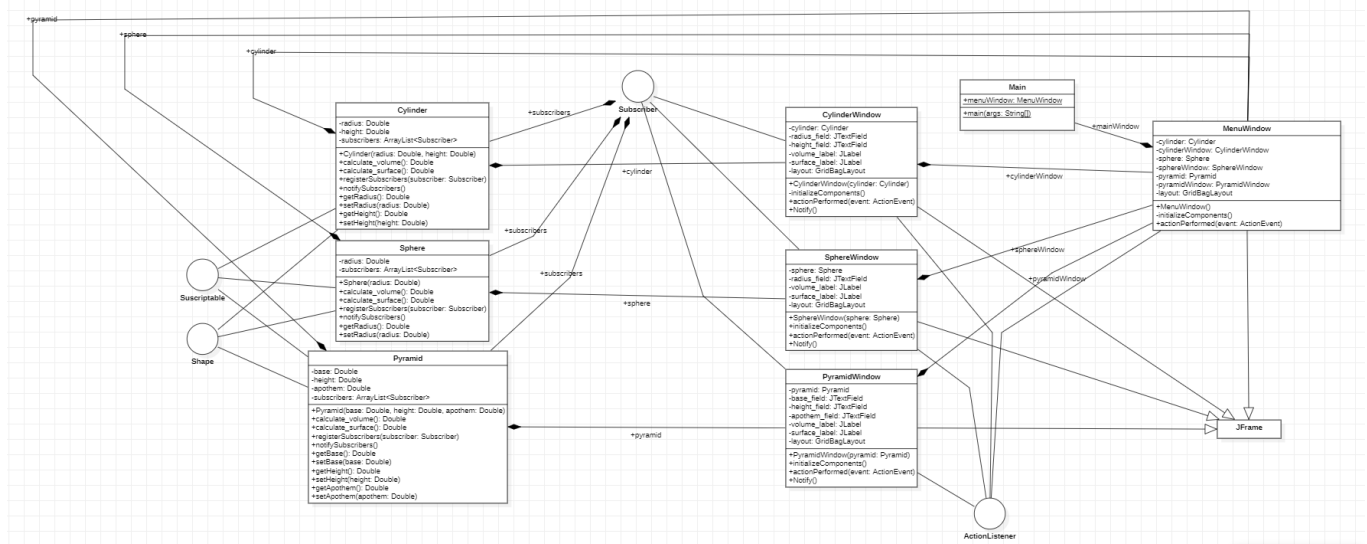 +pyramid
+sphere
+cylinder
Cylinder
-radius: Double
-height: Double
-subscribers: ArrayList<Subscriber>
+Cylinder(radius: Double, height: Double)
+calculate_volume(): Double
+calculate_surface(): Double
+registerSubscribers(subscriber: Subscriber)
+notifySubscribers()
+getRadius(): Double
+setRadius(radius: Double)
+getHeight(): Double
+setHeight(height: Double)
+subscribers
Subscriber
+cylinder
+subscribers
+subscribers
CylinderWindow
-cylinder: Cylinder
-radius_field: JTextField
-height_field: JTextField
-volume_label: JLabel
-surface_label: JLabel
-layout: GridBagLayout
+CylinderWindow(cylinder: Cylinder)
-initializeComponents()
+actionPerformed(event: ActionEvent)
+Notify()
Main
+menuWindow: MenuWindow
+main(args: String[])
+mainWindow
MenuWindow
-cylinder: Cylinder
-cylinderWindow: CylinderWindow
-sphere: Sphere
-sphereWindow: SphereWindow
-pyramid: Pyramid
-pyramidWindow: PyramidWindow
-layout: GridBagLayout
+MenuWindow()
-initializeComponents()
+actionPerformed(event: ActionEvent)
+cylinderWindow
+sphereWindow
+pyramidWindow
Suscriptable
Shape
Sphere
-radius: Double
-subscribers: ArrayList<Subscriber>
+Sphere(radius: Double)
+calculate_volume(): Double
+calculate_surface(): Double
+registerSubscribers(subscriber: Subscriber)
+notifySubscribers()
+getRadius(): Double
+setRadius(radius: Double)
+sphere
SphereWindow
-sphere: Sphere
-radius_field: JTextField
-volume_label: JLabel
-surface_label: JLabel
-layout: GridBagLayout
+SphereWindow(sphere: Sphere)
+initializeComponents()
+actionPerformed(event: ActionEvent)
+Notify()
Pyramid
-base: Double
-height: Double
-apothem: Double
-subscribers: ArrayList<Subscriber>
+Pyramid(base: Double, height: Double, apothem: Double)
+calculate_volume(): Double
+calculate_surface(): Double
+registerSubscribers(subscriber: Subscriber)
+notifySubscribers()
+getBase(): Double
+setBase(base: Double)
+getHeight(): Double
+setHeight(height: Double)
+getApothem(): Double
+setApothem(apothem: Double)
+pyramid
PyramidWindow
-pyramid: Pyramid
-base_field: JTextField
-height_field: JTextField
-apothem_field: JTextField
-volume_label: JLabel
-surface_label: JLabel
-layout: GridBagLayout
+PyramidWindow(pyramid: Pyramid)
+initializeComponents()
+actionPerformed(event: ActionEvent)
+Notify()
JFrame
ActionListener